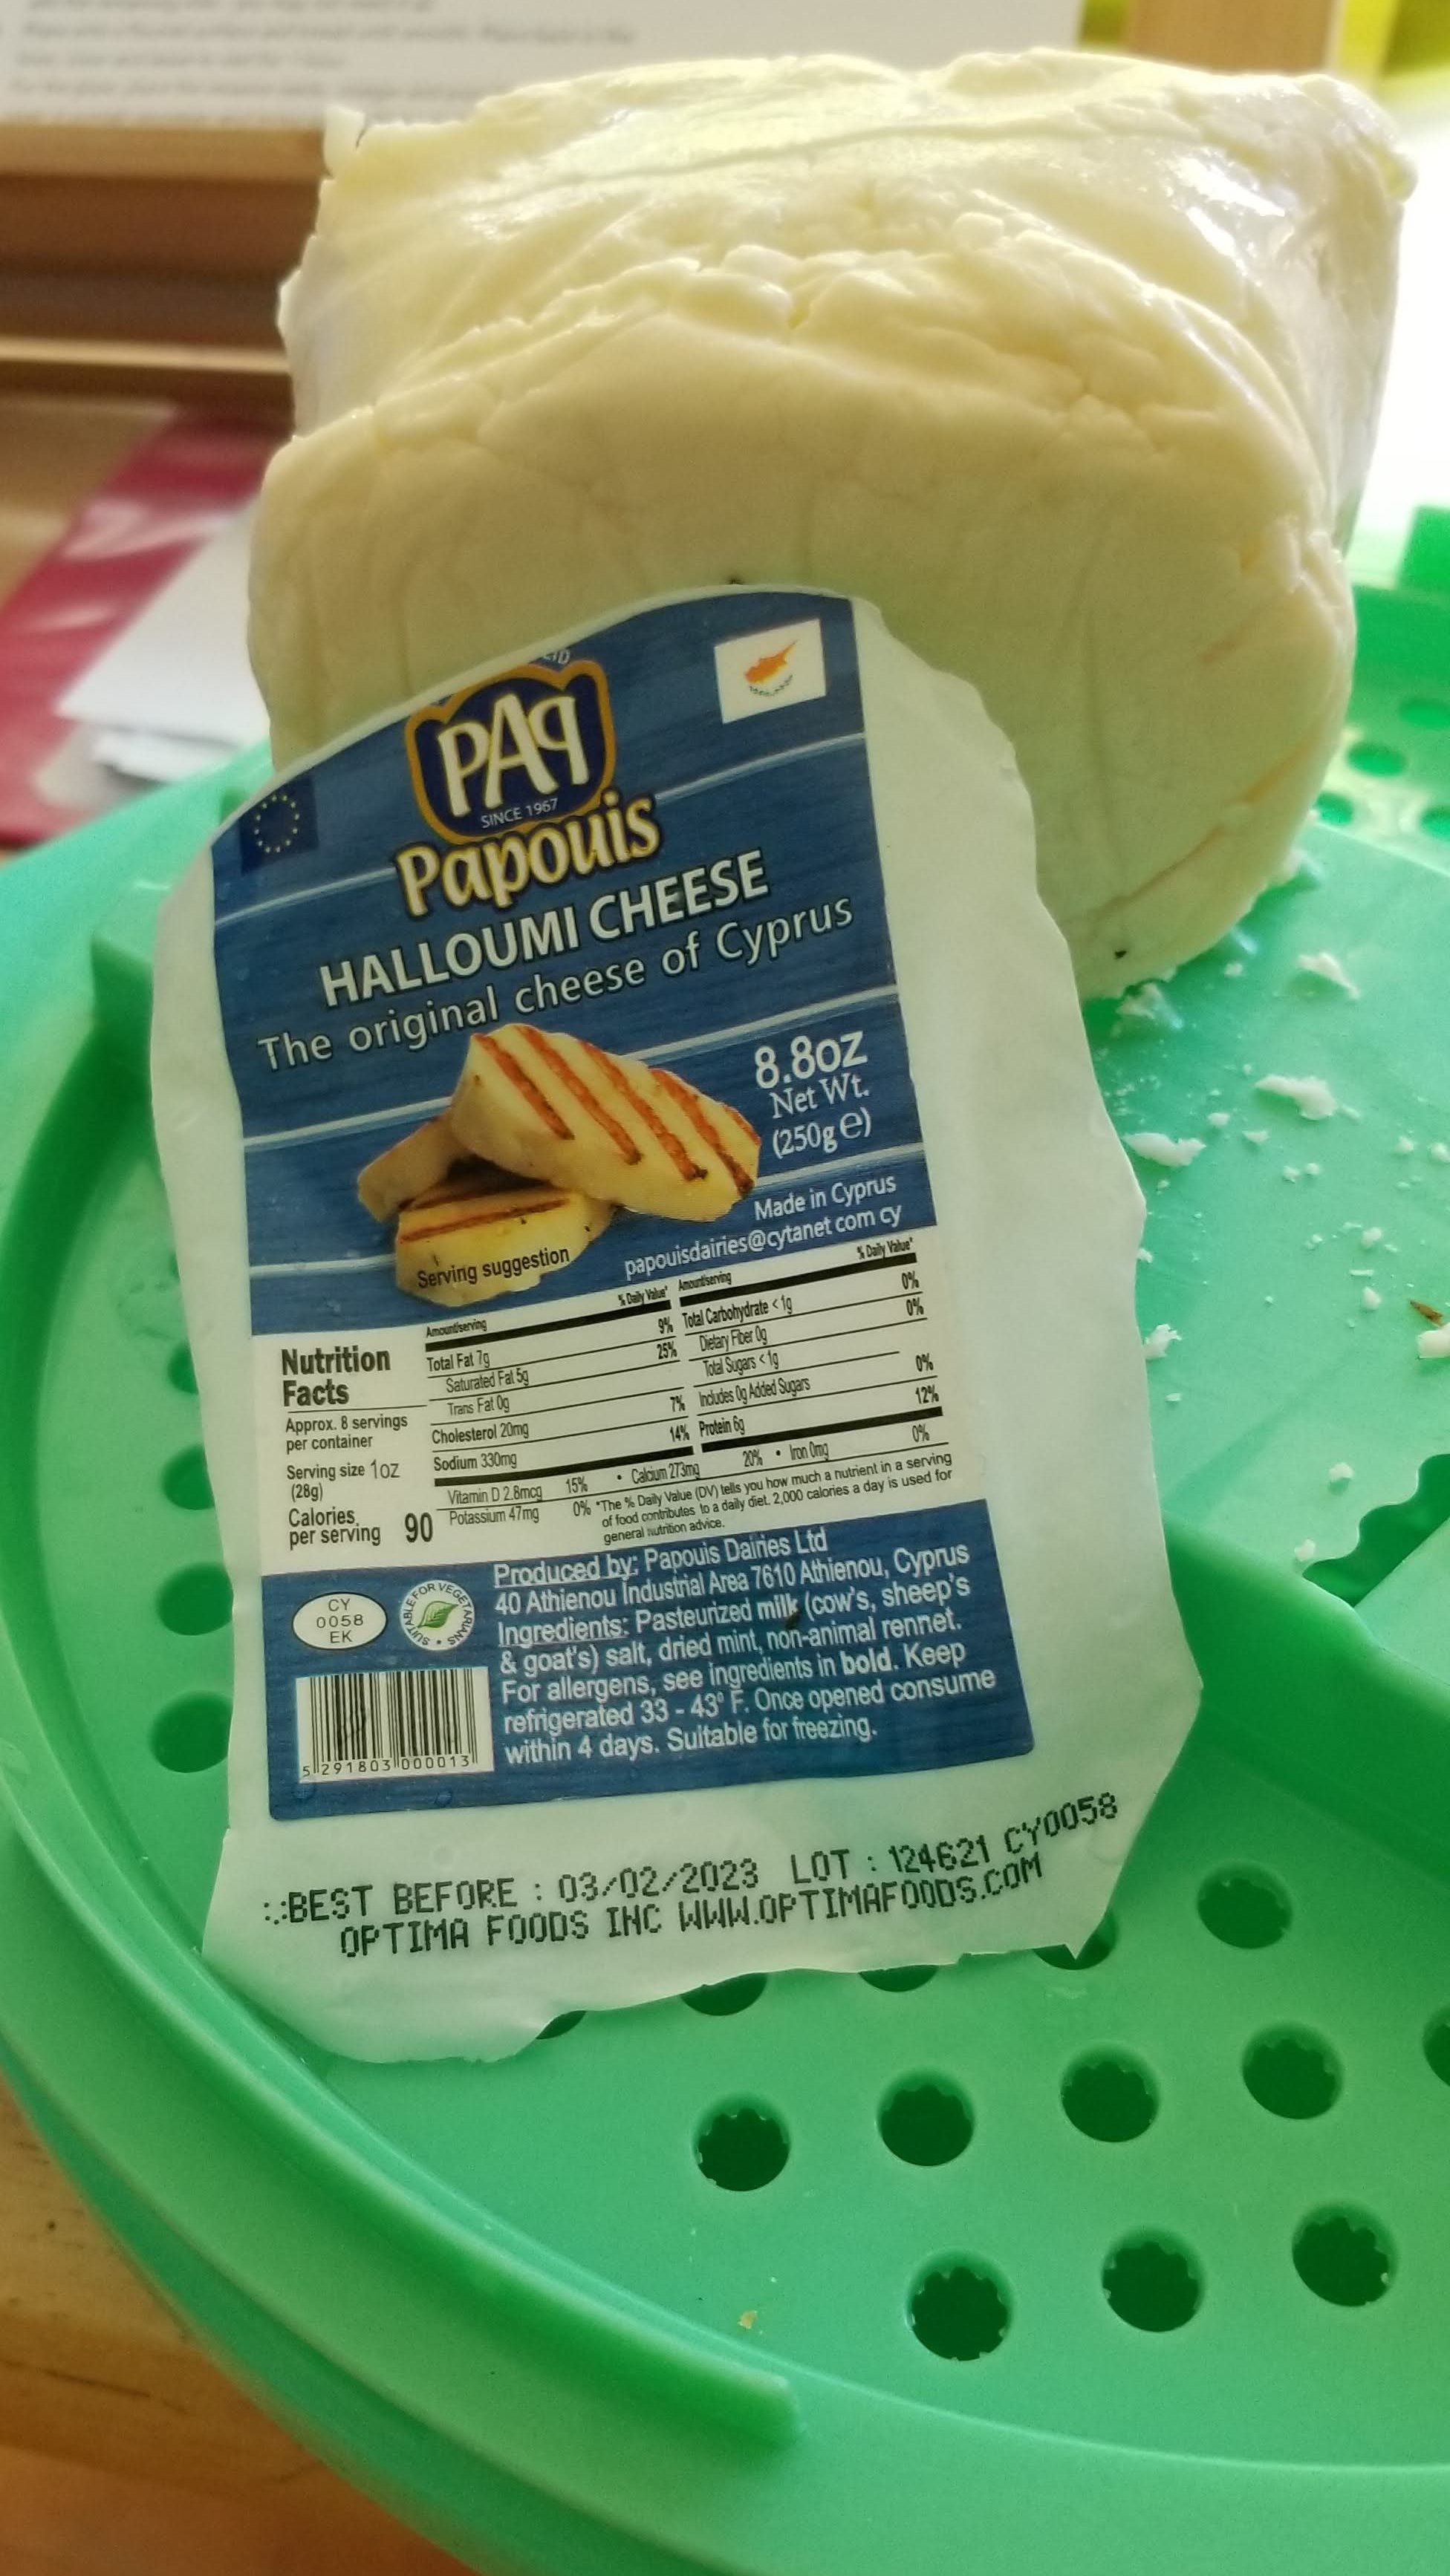 LTD
PAP
SINCE 1967
Papouis
HALLOUMI CHEESE
The original cheese of Cyprus
8.8oz
Net Wt.
(250g e)
Made in Cyprus
papouisdairies@cytanet.com.cy
Serving suggestion
Nutrition
Facts
Approx. 8 servings
per container
Serving size 1oz
(28g)
Calories
per serving 90
Amount/serving % Daily Value*
Total Fat 7g 9%
Saturated Fat 5g 25%
Trans Fat 0g
Cholesterol 20mg 7%
Sodium 330mg 14%
Amount/serving % Daily Value*
Total Carbohydrate <1g 0%
Dietary Fiber 0g 0%
Total Sugars <1g
Includes 0g Added Sugars 0%
Protein 6g 12%
Vitamin D 2.8mcg 15% • Calcium 273mg 20% • Iron 0mg 0%
Potassium 47mg 0%
*The % Daily Value (DV) tells you how much a nutrient in a serving
of food contributes to a daily diet. 2,000 calories a day is used for
general nutrition advice.
CY
0058
EK
SUITABLE FOR VEGETARIANS
Produced by: Papouis Dairies Ltd
40 Athienou Industrial Area 7610 Athienou, Cyprus
Ingredients: Pasteurized milk (cow's, sheep's
& goat's) salt, dried mint, non-animal rennet.
For allergens, see ingredients in bold. Keep
refrigerated 33 - 43° F. Once opened consume
within 4 days. Suitable for freezing.
5 291803 000013
BEST BEFORE : 03/02/2023 LOT : 124621 CY0058
OPTIMA FOODS INC WWW.OPTIMAFOODS.COM